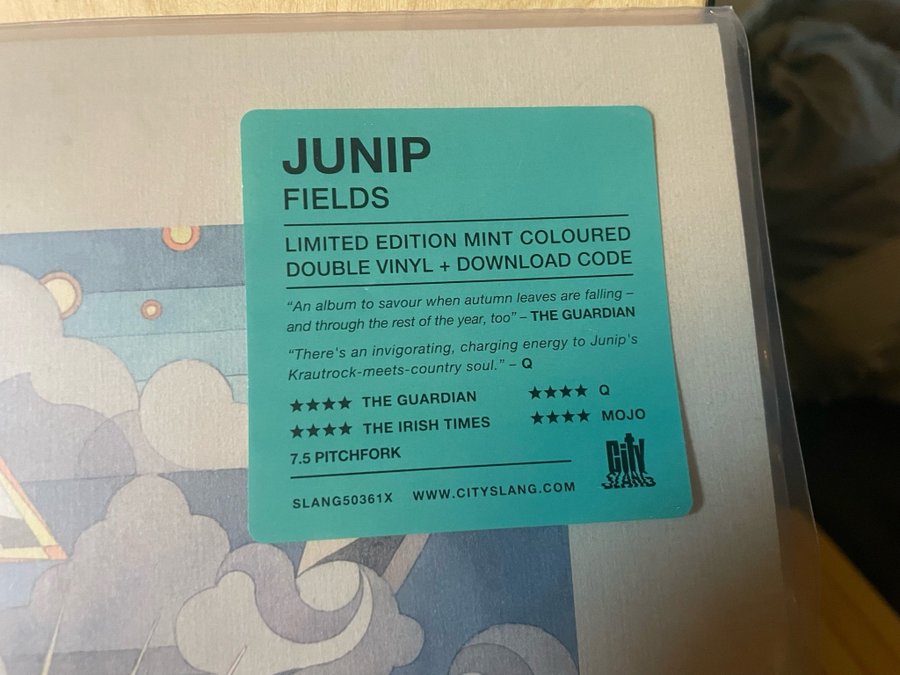 JUNIP
FIELDS
LIMITED EDITION MINT COLOURED
DOUBLE VINYL + DOWNLOAD CODE
“An album to savour when autumn leaves are falling –
and through the rest of the year, too” – THE GUARDIAN
“There's an invigorating, charging energy to Junip's
Krautrock-meets-country soul.” – Q
★★★★ THE GUARDIAN ★★★★ Q
★★★★ THE IRISH TIMES ★★★★ MOJO
7.5 PITCHFORK
City
SLANG
SLANG50361X WWW.CITYSLANG.COM